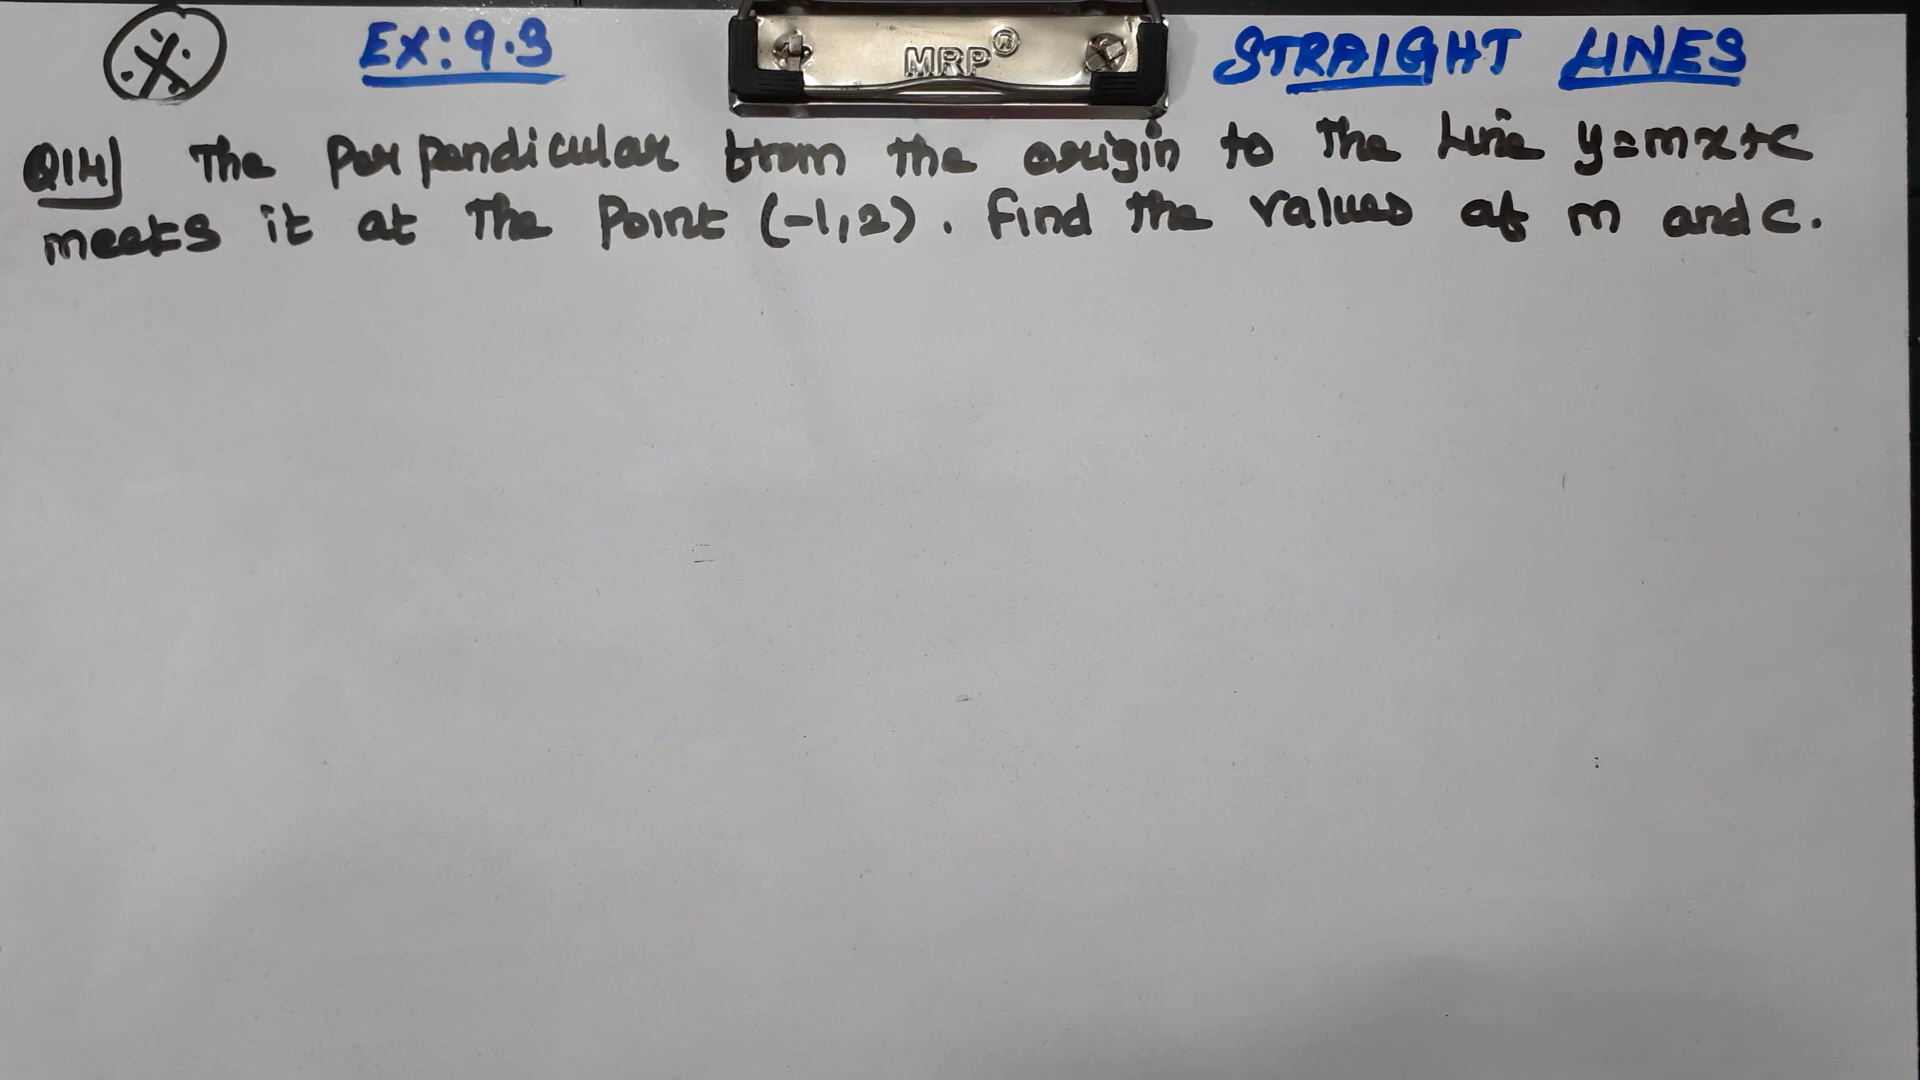 EX: 9.3
MRP®
STRAIGHT LINES
Q14) The Perpendicular from the origin to the Line y=mx+c
meets it at the Point (-1,2). Find the values of m and c.